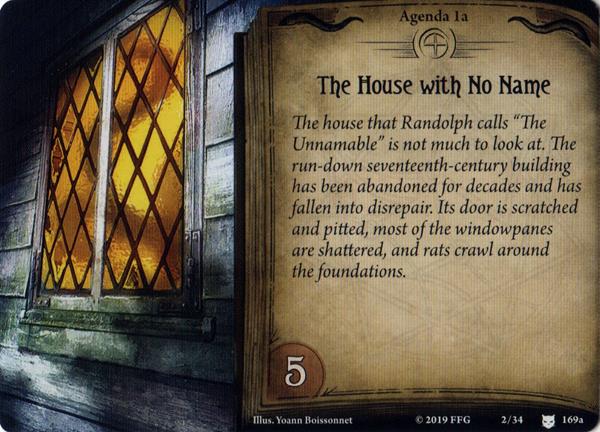 Agenda 1a
The House with No Name
The house that Randolph calls “The
Unnamable” is not much to look at. The
run-down seventeenth-century building
has been abandoned for decades and has
fallen into disrepair. Its door is scratched
and pitted, most of the windowpanes
are shattered, and rats crawl around
the foundations.
5
Illus. Yoann Boissonnet © 2019 FFG 2/34 169a